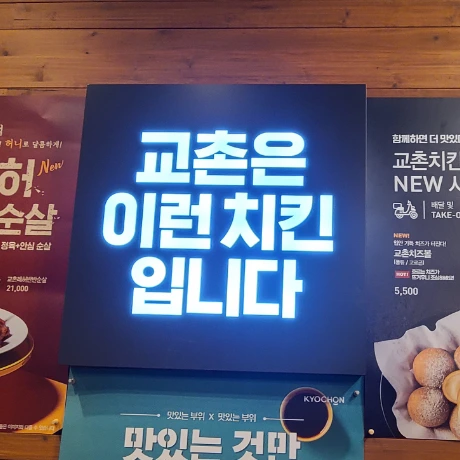 허니로 달콤하게!
허
New
순살
정육+안심 순살
21,000
교촌은
이런 치킨
입니다
맛있는 부위 X 맛있는 부위
KYOCHON
맛있는 것만
함께하면 더 맛있
교촌치킨
NEW 사
배달 및
TAKE-O
NEW!
교촌치즈볼
5,500